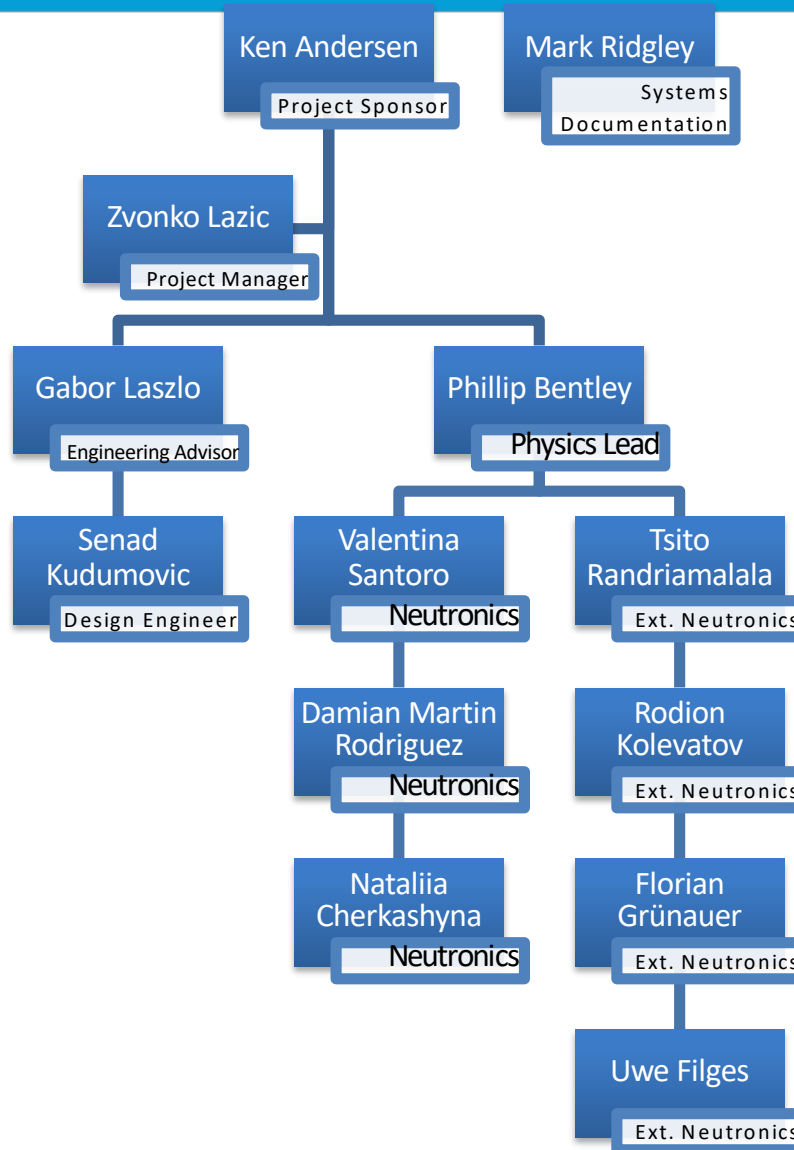 Ken Andersen
Project Sponsor
Mark Ridgley
Systems
Documentation
Zvonko Lazic
Project Manager
Gabor Laszlo
Engineering Advisor
Phillip Bentley
Physics Lead
Senad
Kudumovic
Design Engineer
Valentina
Santoro
Neutronics
Tsito
Randriamalala
Ext. Neutronics
Damian Martin
Rodriguez
Neutronics
Rodion
Kolevatov
Ext. Neutronics
Nataliia
Cherkashyna
Neutronics
Florian
Grünauer
Ext. Neutronics
Uwe Filges
Ext. Neutronics